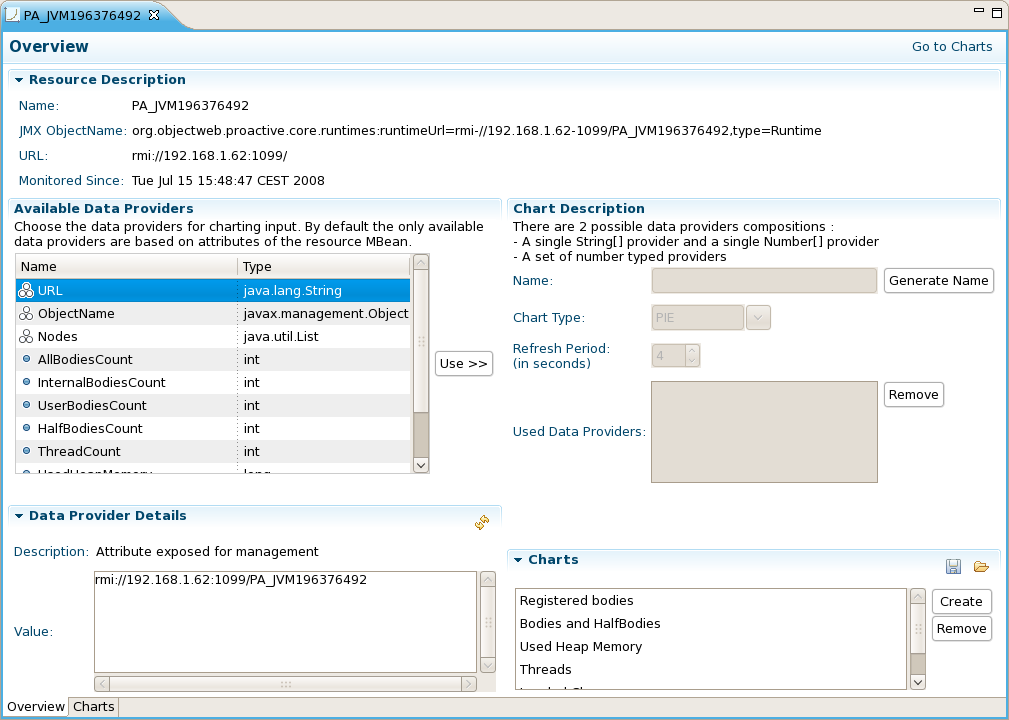 PA_JVM196376492
Overview
Go to Charts
Resource Description
Name: PA_JVM196376492
JMX ObjectName: org.objectweb.proactive.core.runtimes:runtimeUrl=rmi-//192.168.1.62-1099/PA_JVM196376492,type=Runtime
URL: rmi://192.168.1.62:1099/
Monitored Since: Tue Jul 15 15:48:47 CEST 2008
Available Data Providers
Choose the data providers for charting input. By default the only available
data providers are based on attributes of the resource MBean.
Name Type
URL java.lang.String
ObjectName javax.management.Object
Nodes java.util.List
AllBodiesCount int
InternalBodiesCount int
UserBodiesCount int
HalfBodiesCount int
ThreadCount int
UsedHeapMemory long
Use >>
Chart Description
There are 2 possible data providers compositions :
- A single String[] provider and a single Number[] provider
- A set of number typed providers
Name: Generate Name
Chart Type: PIE
Refresh Period: 4
(in seconds)
Used Data Providers: Remove
Data Provider Details
Description: Attribute exposed for management
Value: rmi://192.168.1.62:1099/PA_JVM196376492
Charts
Registered bodies
Bodies and HalfBodies
Used Heap Memory
Threads
Create
Remove
Overview Charts